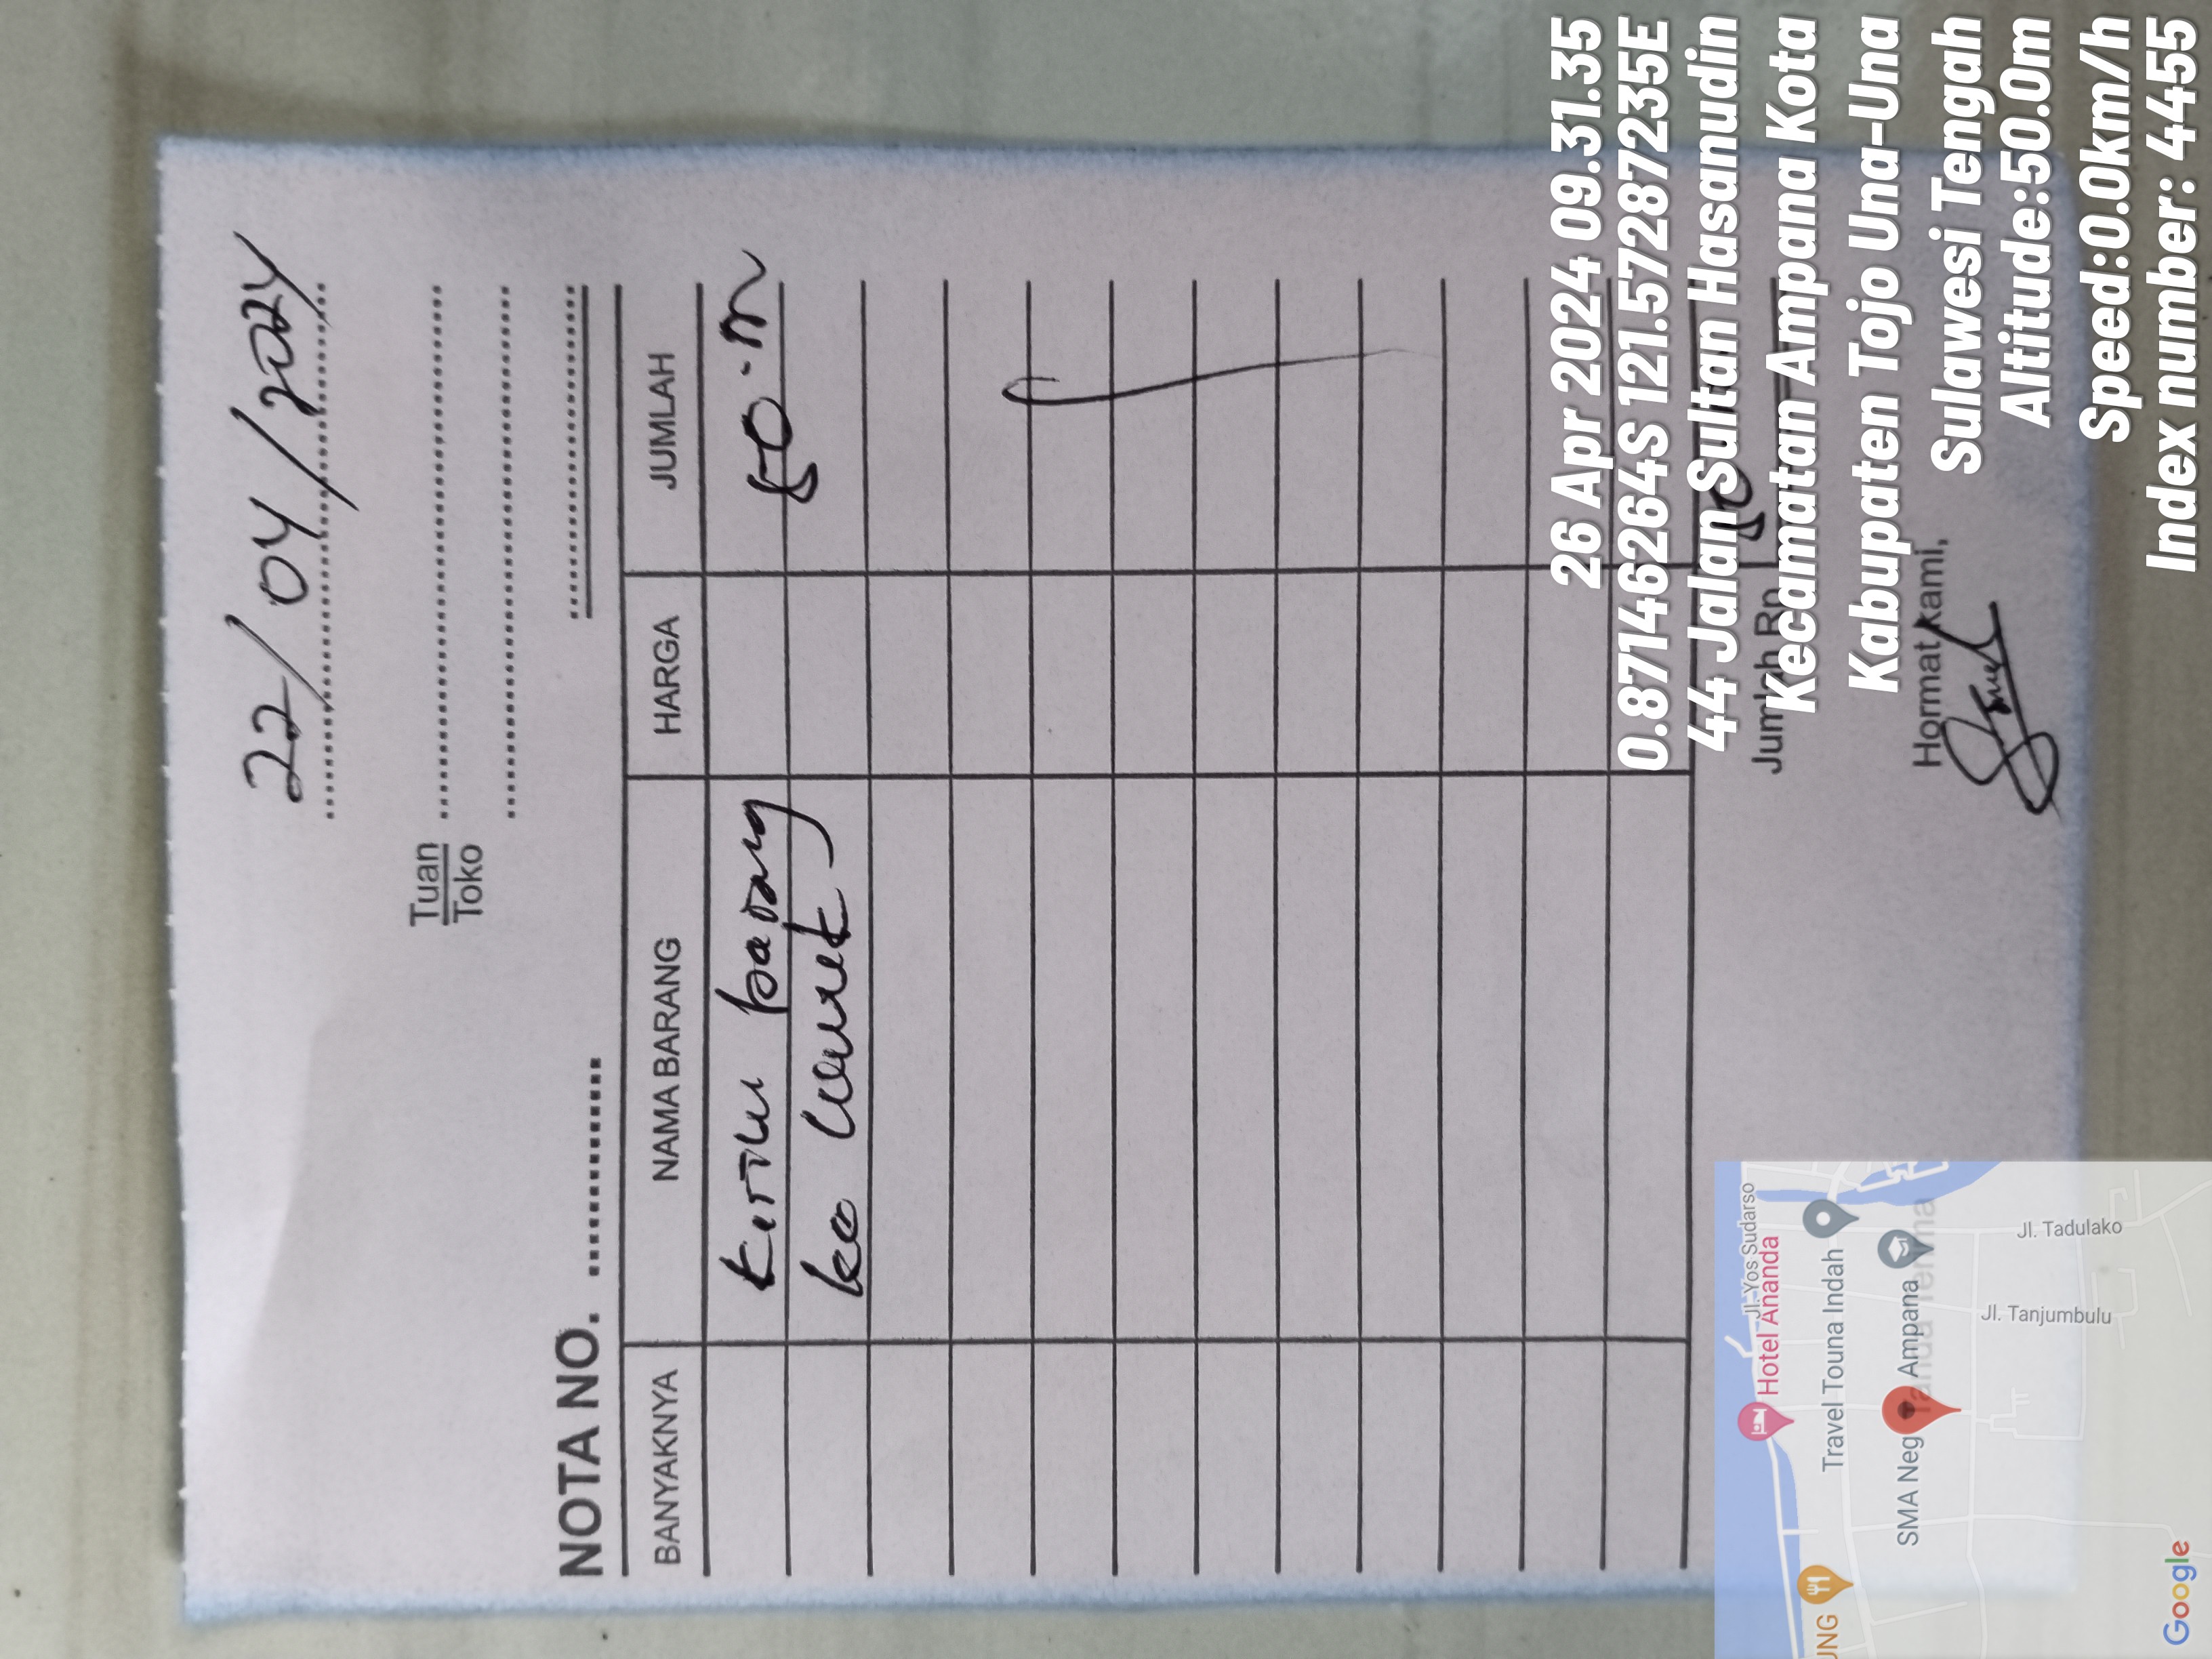 22/04/2024
Tuan
Toko
NOTA NO.
BANYAKNYA NAMA BARANG HARGA JUMLAH
barang 50.
ke
Jumlah Rp
50
Hormat kami,
26 Apr 2024 09.31.35
0.87146264S 121.57287235E
44 Jalan Sultan Hasanudin
Kecamatan Ampana Kota
Kabupaten Tojo Una-Una
Sulawesi Tengah
Altitude:50.0m
Speed:0.0km/h
Index number: 4455
Jl. Yos Sudarso
Hotel Ananda
Travel Touna Indah
SMA Neg Ampana
Jl. Tadulako
Jl. Tanjumbulu
UNG
Google